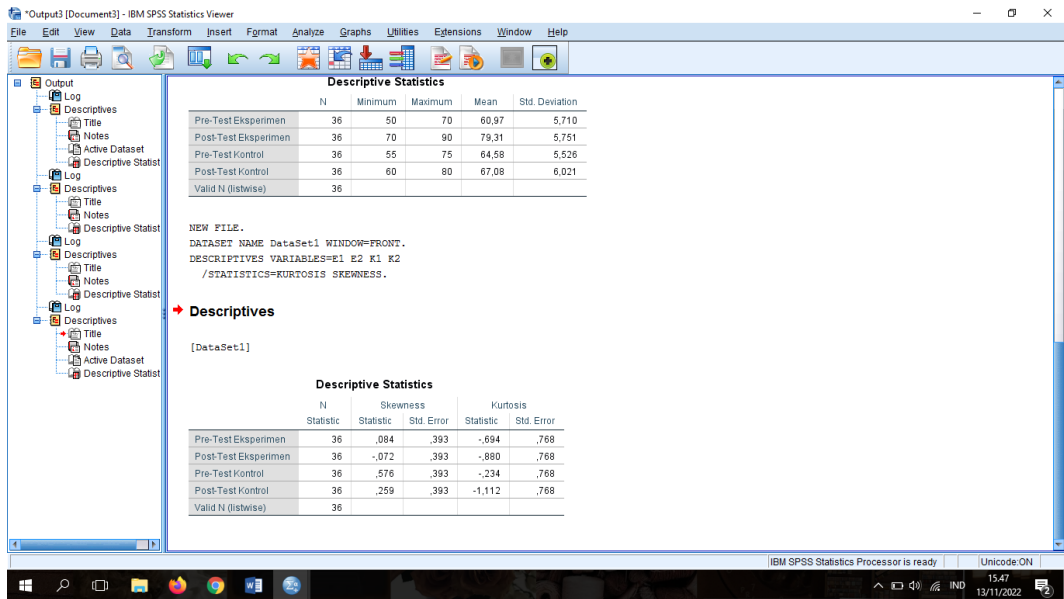 *Output3 [Document3] - IBM SPSS Statistics Viewer
File Edit View Data Transform Insert Format Analyze Graphs Utilities Extensions Window Help
Output
Log
Descriptives
Title
Notes
Active Dataset
Descriptive Statist
Log
Descriptives
Title
Notes
Descriptive Statist
Log
Descriptives
Title
Notes
Descriptive Statist
Log
Descriptives
Title
Notes
Active Dataset
Descriptive Statist
Descriptive Statistics
N Minimum Maximum Mean Std. Deviation
Pre-Test Eksperimen 36 50 70 60,97 5,710
Post-Test Eksperimen 36 70 90 79,31 5,751
Pre-Test Kontrol 36 55 75 64,58 5,526
Post-Test Kontrol 36 60 80 67,08 6,021
Valid N (listwise) 36
NEW FILE.
DATASET NAME DataSet1 WINDOW=FRONT.
DESCRIPTIVES VARIABLES=E1 E2 K1 K2
/STATISTICS=KURTOSIS SKEWNESS.
Descriptives
[DataSet1]
Descriptive Statistics
N Skewness Kurtosis
Statistic Statistic Std. Error Statistic Std. Error
Pre-Test Eksperimen 36 ,084 ,393 -,694 ,768
Post-Test Eksperimen 36 -,072 ,393 -,880 ,768
Pre-Test Kontrol 36 ,576 ,393 -,234 ,768
Post-Test Kontrol 36 ,259 ,393 -1,112 ,768
Valid N (listwise) 36
IBM SPSS Statistics Processor is ready Unicode:ON
IND 15.47
13/11/2022 2